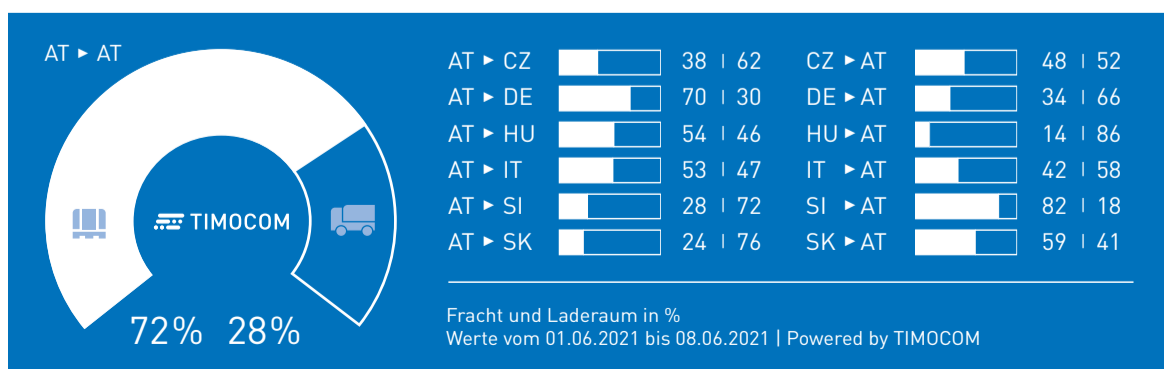 AT ► AT
TIMOCOM
72% 28%
AT ► CZ 38 | 62 CZ ► AT 48 | 52
AT ► DE 70 | 30 DE ► AT 34 | 66
AT ► HU 54 | 46 HU ► AT 14 | 86
AT ► IT 53 | 47 IT ► AT 42 | 58
AT ► SI 28 | 72 SI ► AT 82 | 18
AT ► SK 24 | 76 SK ► AT 59 | 41
Fracht und Laderaum in %
Werte vom 01.06.2021 bis 08.06.2021 | Powered by TIMOCOM